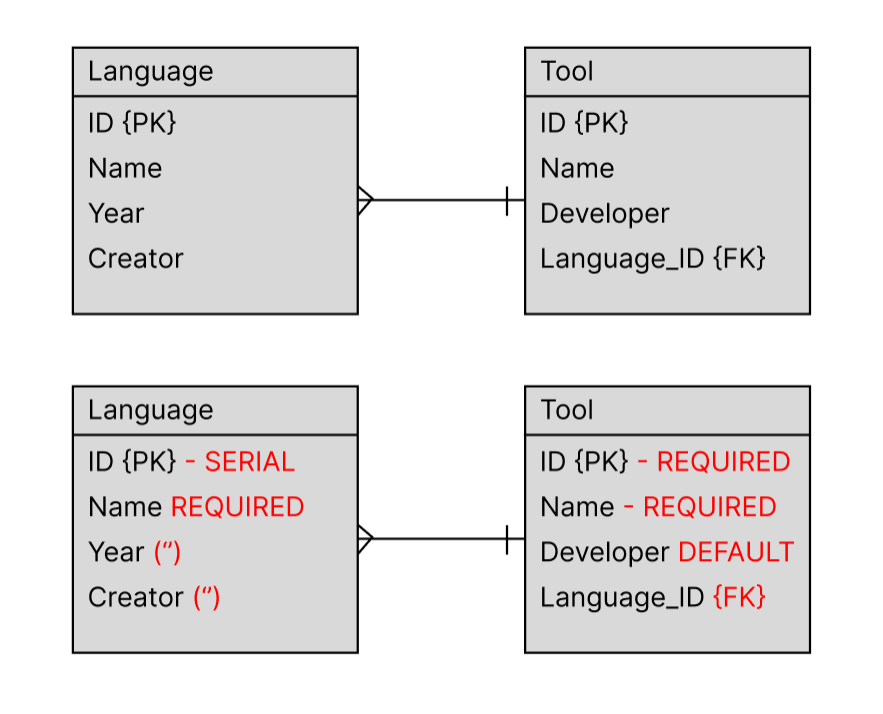 Language
ID {PK}
Name
Year
Creator
Tool
ID {PK}
Name
Developer
Language_ID {FK}
Language
ID {PK} - SERIAL
Name REQUIRED
Year (‘’)
Creator (‘’)
Tool
ID {PK} - REQUIRED
Name - REQUIRED
Developer DEFAULT
Language_ID {FK}